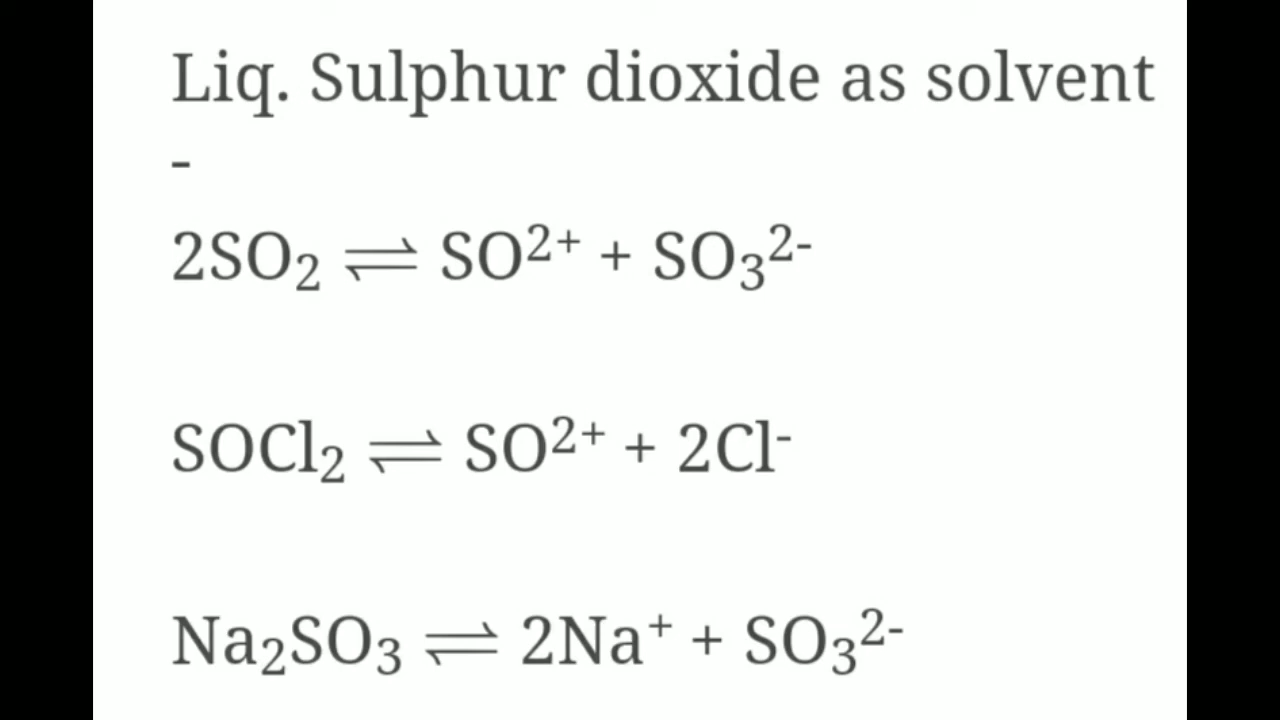 Liq. Sulphur dioxide as solvent
-
2SO₂ ⇌ SO²⁺ + SO₃²⁻
SOCl₂ ⇌ SO²⁺ + 2Cl⁻
Na₂SO₃ ⇌ 2Na⁺ + SO₃²⁻